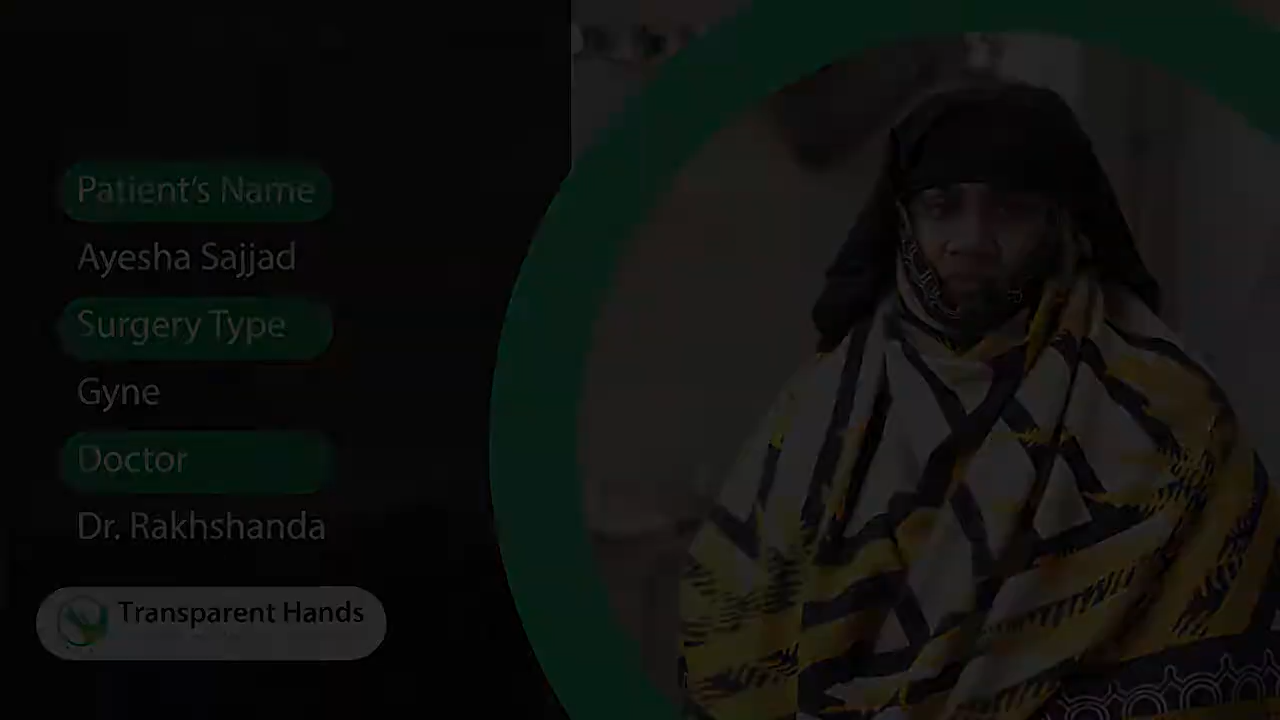 Patient's Name
Ayesha Sajjad
Surgery Type
Gyne
Doctor
Dr. Rakhshanda
Transparent Hands